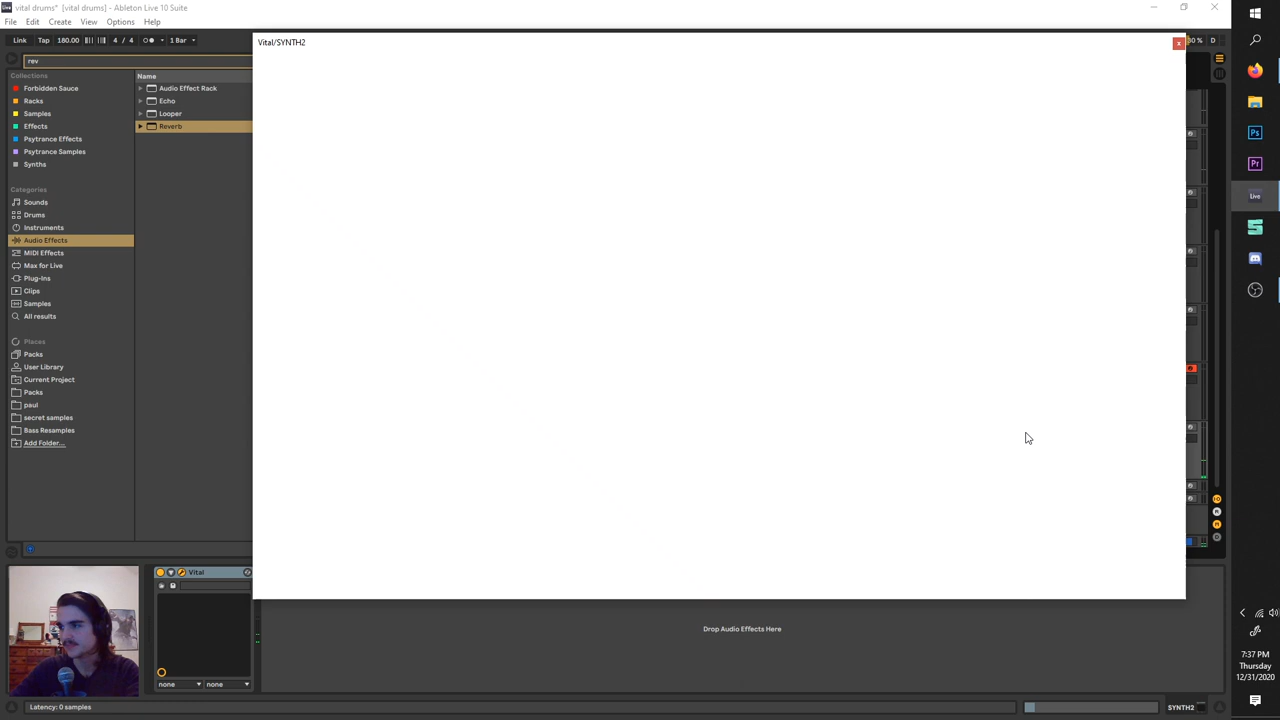 vital drums* [vital drums] - Ableton Live 10 Suite
File Edit Create View Options Help
Link Tap 180.00 4 / 4 1 Bar
D
Vital/SYNTH2
x
rev
Collections
Forbidden Sauce
Racks
Samples
Effects
Psytrance Effects
Psytrance Samples
Synths
Categories
Sounds
Drums
Instruments
Audio Effects
MIDI Effects
Max for Live
Plug-Ins
Clips
Samples
All results
Places
Packs
User Library
Current Project
Packs
paul
secret samples
Bass Resamples
Add Folder...
Name
Audio Effect Rack
Echo
Looper
Reverb
Vital
none none
Drop Audio Effects Here
Latency: 0 samples
SYNTH2
Live
Ps
Pr
Live
7:37 PM
Thursday
12/31/2020